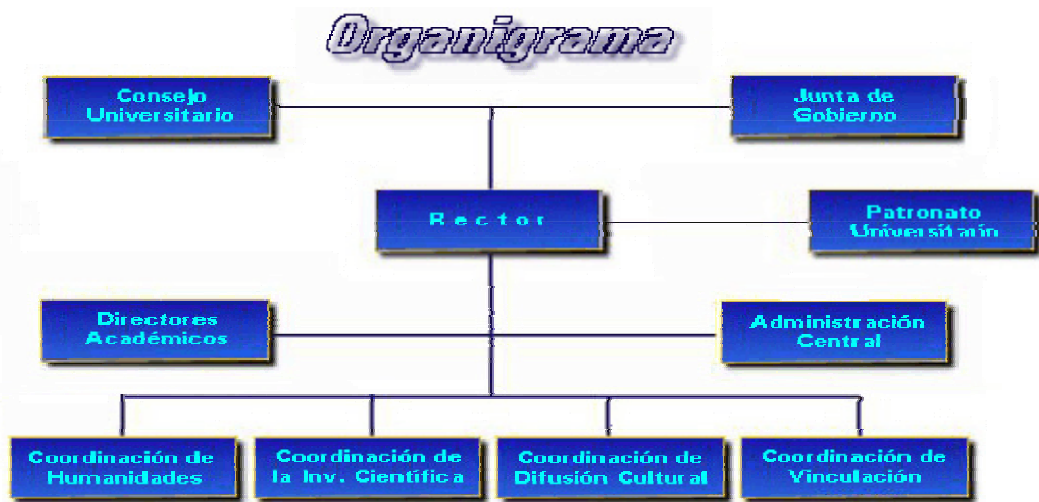 Organigrama
Consejo
Universitario
Junta de
Gobierno
Rector
Patronato
Universitario
Directores
Académicos
Administración
Central
Coordinación de
Humanidades
Coordinación de
la Inv. Científica
Coordinación de
Difusión Cultural
Coordinación de
Vinculación